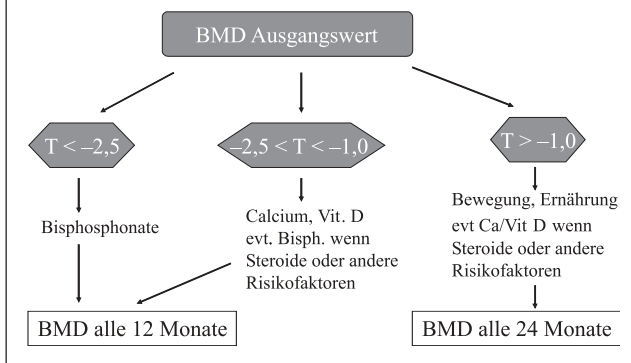 BMD Ausgangswert
T < –2,5
–2,5 < T < –1,0
T > –1,0
Bisphosphonate
Calcium, Vit. D
evt. Bisph. wenn
Steroide oder andere
Risikofaktoren
Bewegung, Ernährung
evt Ca/Vit D wenn
Steroide oder andere
Risikofaktoren
BMD alle 12 Monate
BMD alle 24 Monate